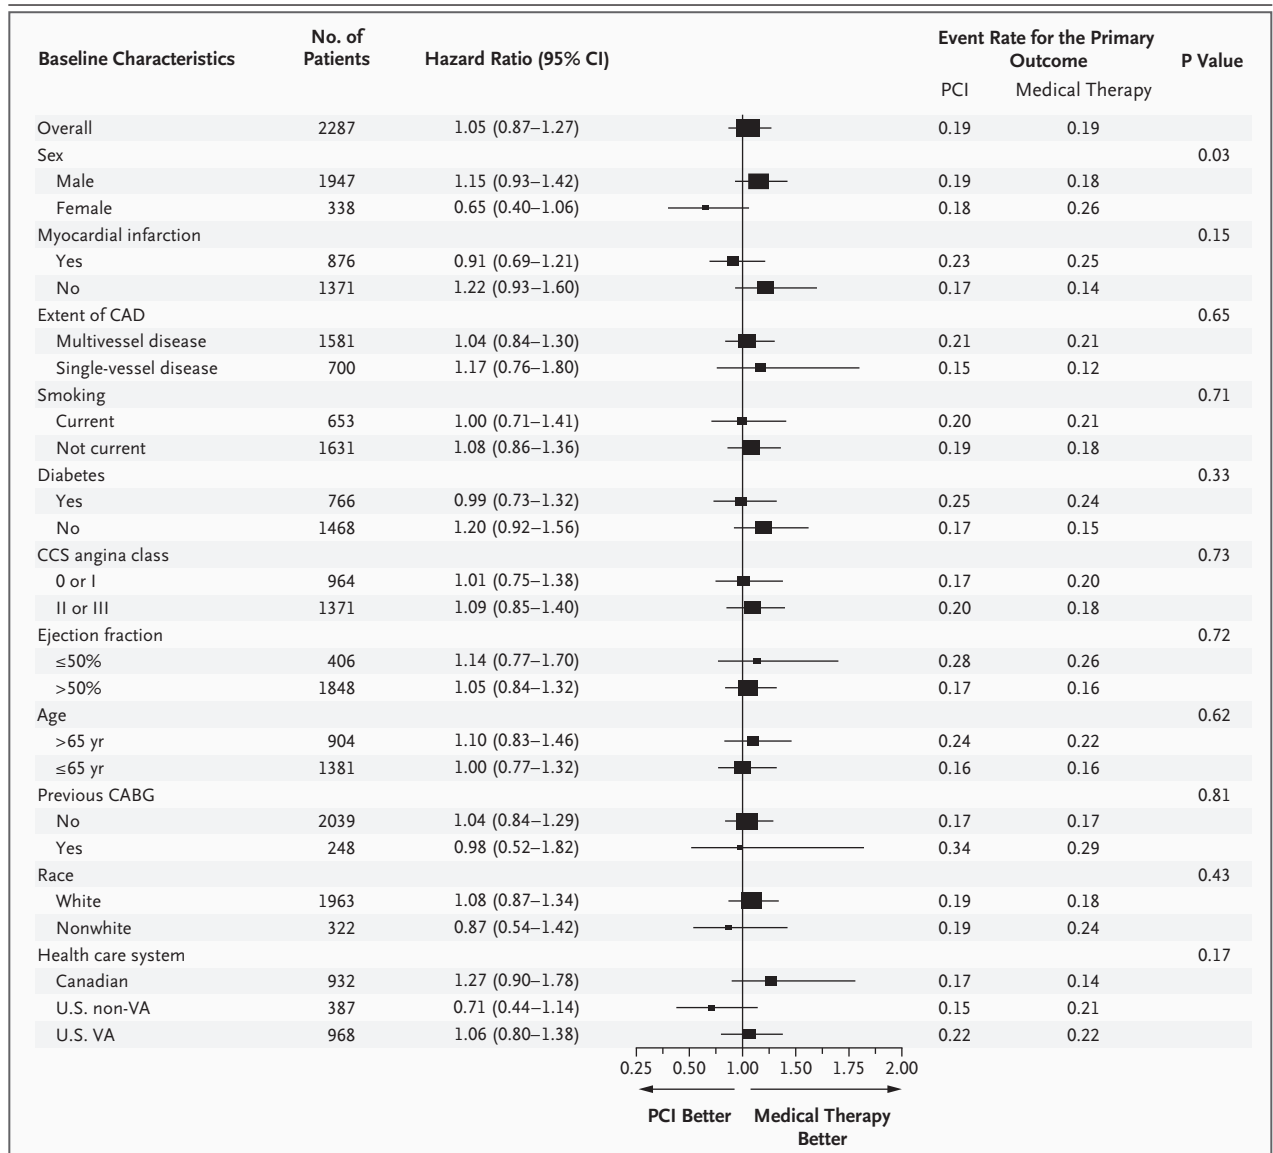 Baseline Characteristics No. of Patients Hazard Ratio (95% CI) Event Rate for the Primary Outcome P Value
PCI Medical Therapy
Overall 2287 1.05 (0.87–1.27) 0.19 0.19
Sex 0.03
Male 1947 1.15 (0.93–1.42) 0.19 0.18
Female 338 0.65 (0.40–1.06) 0.18 0.26
Myocardial infarction 0.15
Yes 876 0.91 (0.69–1.21) 0.23 0.25
No 1371 1.22 (0.93–1.60) 0.17 0.14
Extent of CAD 0.65
Multivessel disease 1581 1.04 (0.84–1.30) 0.21 0.21
Single-vessel disease 700 1.17 (0.76–1.80) 0.15 0.12
Smoking 0.71
Current 653 1.00 (0.71–1.41) 0.20 0.21
Not current 1631 1.08 (0.86–1.36) 0.19 0.18
Diabetes 0.33
Yes 766 0.99 (0.73–1.32) 0.25 0.24
No 1468 1.20 (0.92–1.56) 0.17 0.15
CCS angina class 0.73
0 or I 964 1.01 (0.75–1.38) 0.17 0.20
II or III 1371 1.09 (0.85–1.40) 0.20 0.18
Ejection fraction 0.72
≤50% 406 1.14 (0.77–1.70) 0.28 0.26
>50% 1848 1.05 (0.84–1.32) 0.17 0.16
Age 0.62
>65 yr 904 1.10 (0.83–1.46) 0.24 0.22
≤65 yr 1381 1.00 (0.77–1.32) 0.16 0.16
Previous CABG 0.81
No 2039 1.04 (0.84–1.29) 0.17 0.17
Yes 248 0.98 (0.52–1.82) 0.34 0.29
Race 0.43
White 1963 1.08 (0.87–1.34) 0.19 0.18
Nonwhite 322 0.87 (0.54–1.42) 0.19 0.24
Health care system 0.17
Canadian 932 1.27 (0.90–1.78) 0.17 0.14
U.S. non-VA 387 0.71 (0.44–1.14) 0.15 0.21
U.S. VA 968 1.06 (0.80–1.38) 0.22 0.22
0.25 0.50 1.00 1.50 1.75 2.00
PCI Better Medical Therapy Better